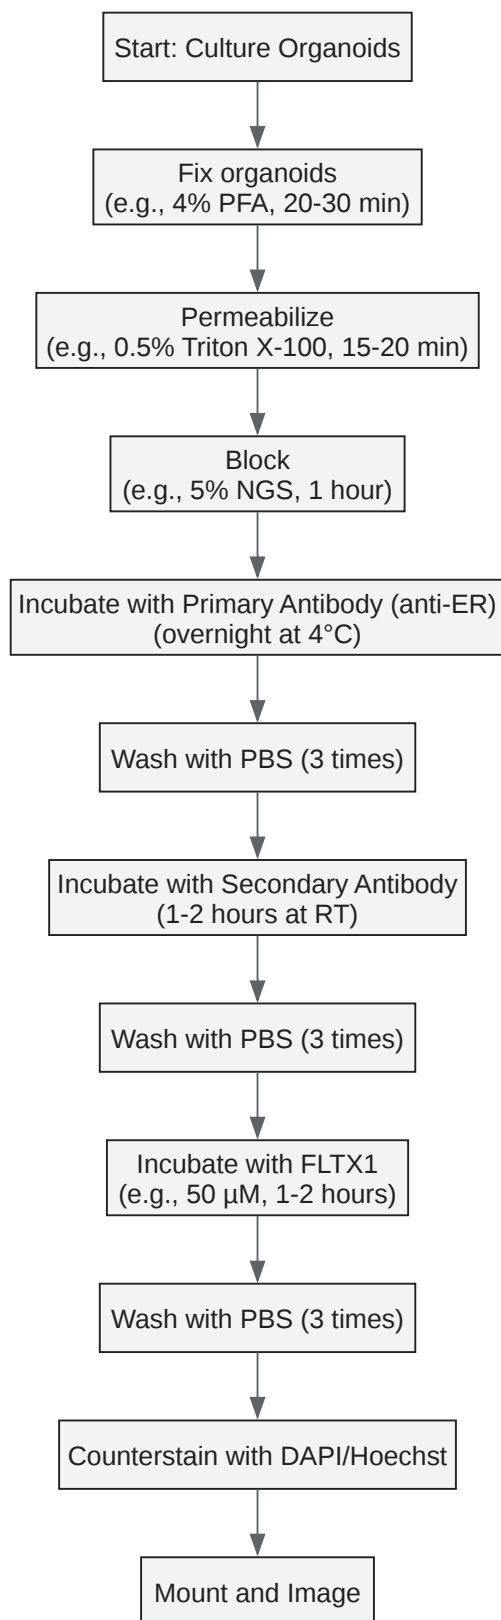 Start: Culture Organoids
Fix organoids
(e.g., 4% PFA, 20-30 min)
Permeabilize
(e.g., 0.5% Triton X-100, 15-20 min)
Block
(e.g., 5% NGS, 1 hour)
Incubate with Primary Antibody (anti-ER)
(overnight at 4°C)
Wash with PBS (3 times)
Incubate with Secondary Antibody
(1-2 hours at RT)
Wash with PBS (3 times)
Incubate with FLTX1
(e.g., 50 µM, 1-2 hours)
Wash with PBS (3 times)
Counterstain with DAPI/Hoechst
Mount and Image